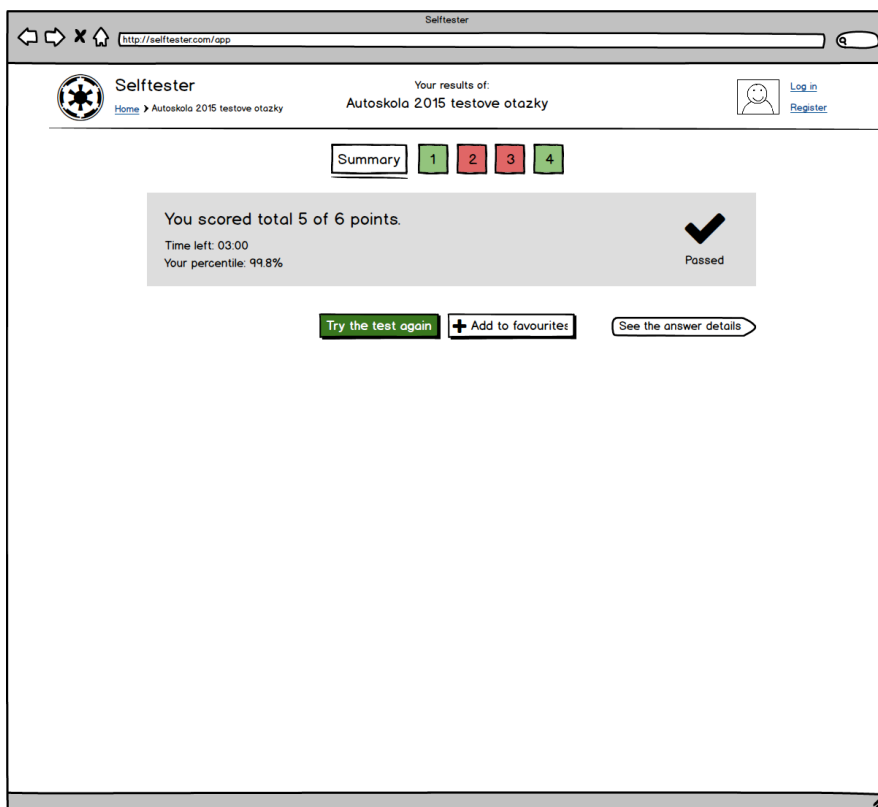 Selftester
http://selftester.com/app
Selftester
Home > Autoskola 2015 testove otazky
Your results of:
Autoskola 2015 testove otazky
Log in
Register
Summary 1 2 3 4
You scored total 5 of 6 points.
Time left: 03:00
Your percentile: 99.8%
Passed
Try the test again
Add to favourites
See the answer details